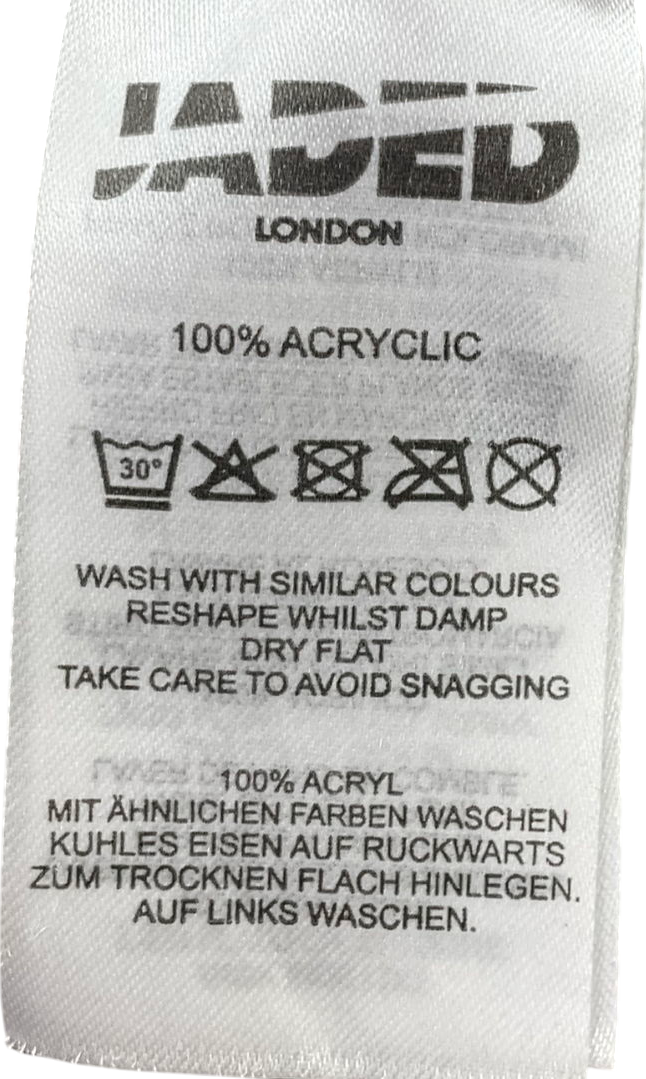 JADED
LONDON
100% ACRYCLIC
30°
WASH WITH SIMILAR COLOURS
RESHAPE WHILST DAMP
DRY FLAT
TAKE CARE TO AVOID SNAGGING
100% ACRYL
MIT ÄHNLICHEN FARBEN WASCHEN
KUHLES EISEN AUF RUCKWARTS
ZUM TROCKNEN FLACH HINLEGEN.
AUF LINKS WASCHEN.